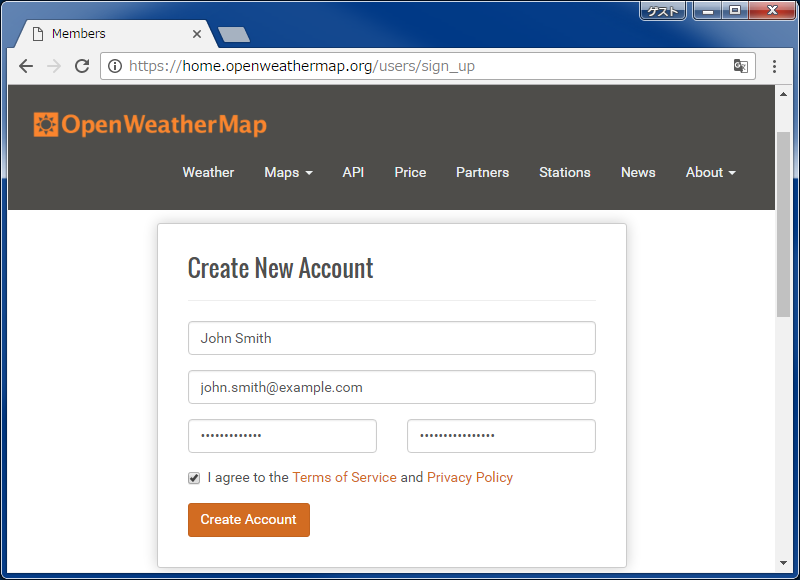 ゲスト
Members
https://home.openweathermap.org/users/sign_up
OpenWeatherMap
Weather Maps API Price Partners Stations News About
Create New Account
John Smith
john.smith@example.com
••••••••••••• ••••••••••••••••
I agree to the Terms of Service and Privacy Policy
Create Account